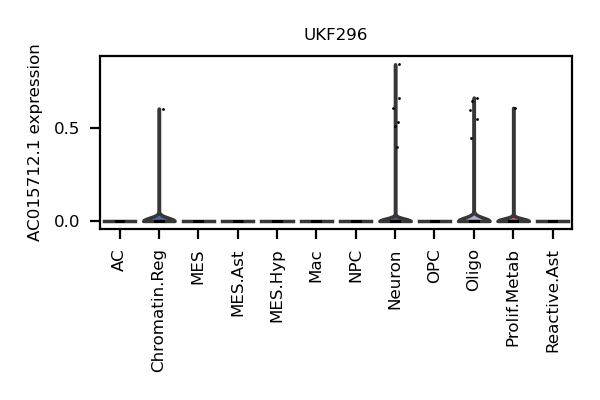 UKF296
AC015712.1 expression
0.5
0.0
AC
Chromatin.Reg
MES
MES.Ast
MES.Hyp
Mac
NPC
Neuron
OPC
Oligo
Prolif.Metab
Reactive.Ast